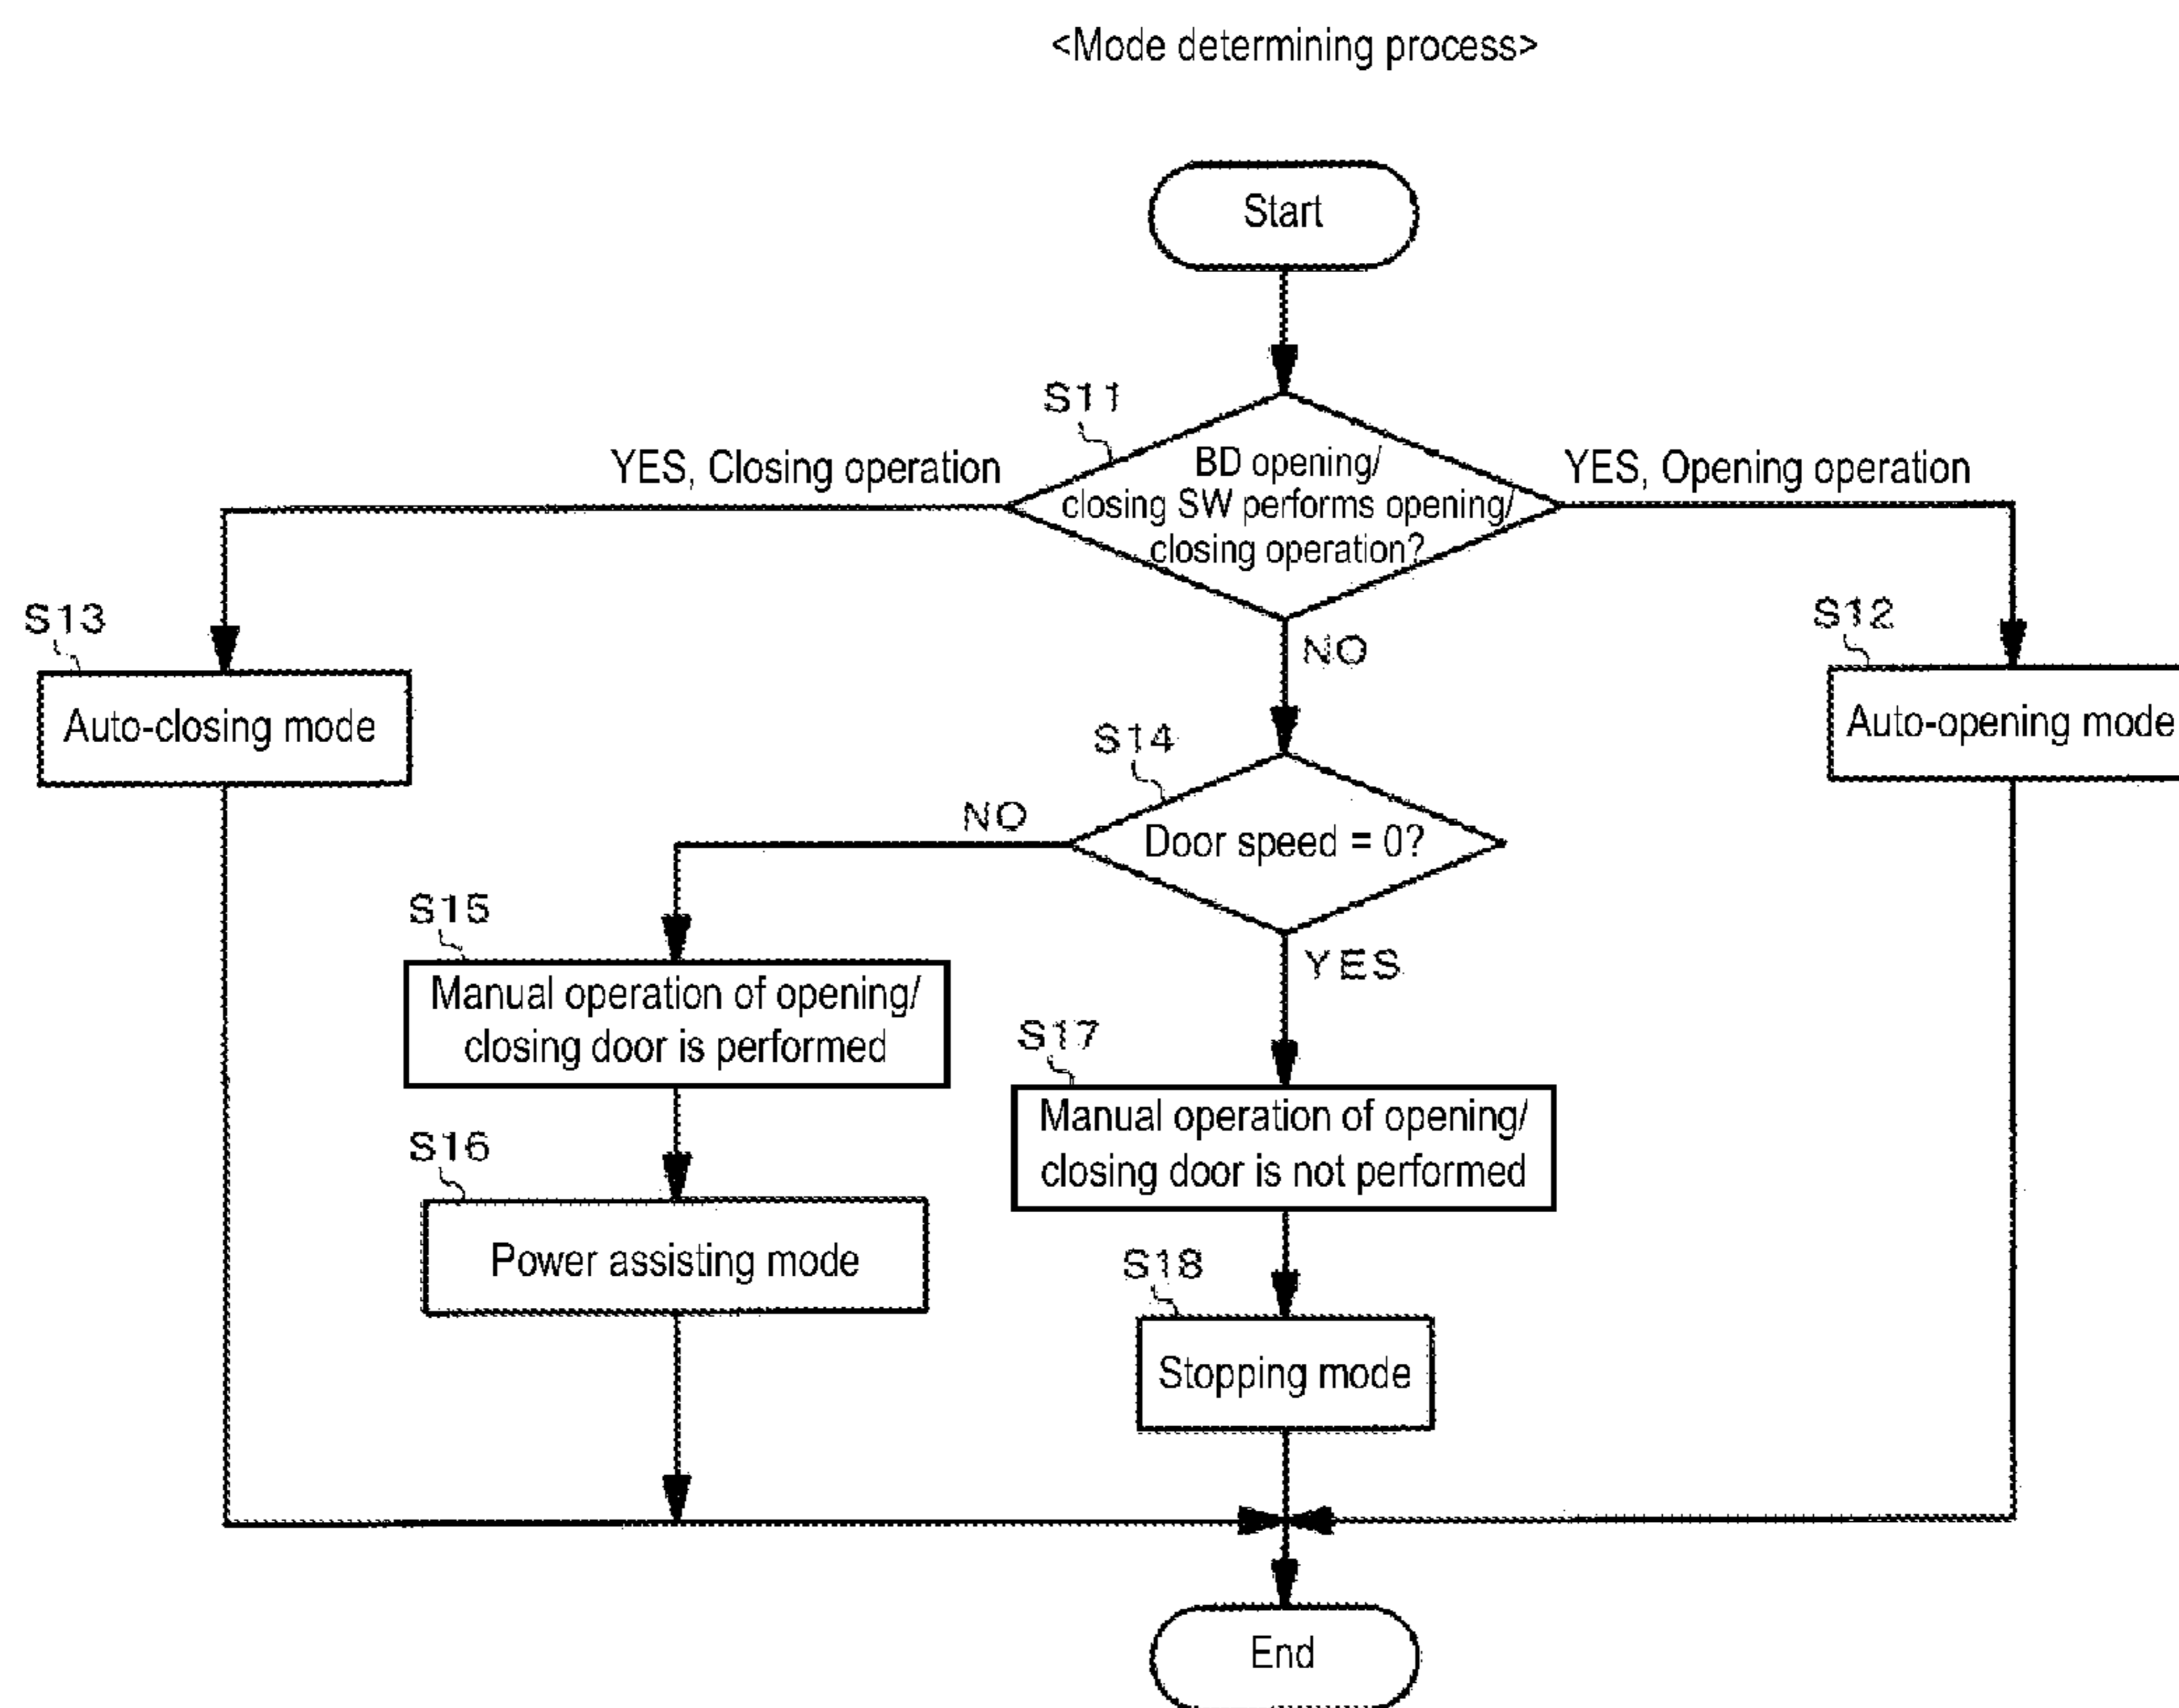 <Mode determining process>
Start
S11
YES, Closing operation
BD opening/
closing SW performs opening/
closing operation?
YES, Opening operation
S13
Auto-closing mode
NO
S12
Auto-opening mode
S14
NO
Door speed = 0?
YES
S15
Manual operation of opening/
closing door is performed
S17
Manual operation of opening/
closing door is not performed
S16
Power assisting mode
S18
Stopping mode
End